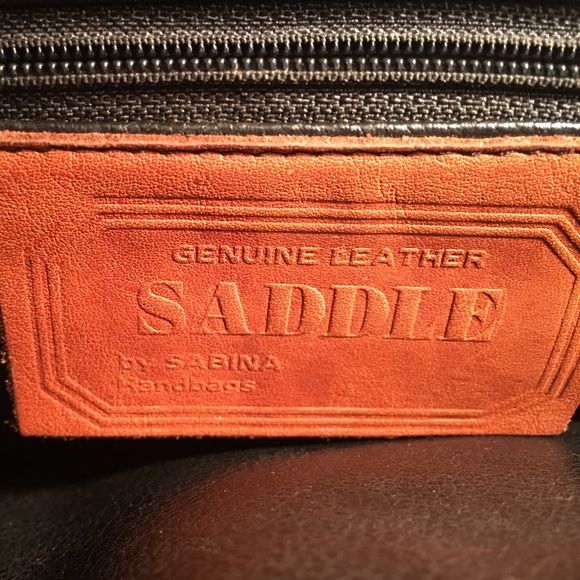 GENUINE LEATHER
SADDLE
by SABINA
Handbags